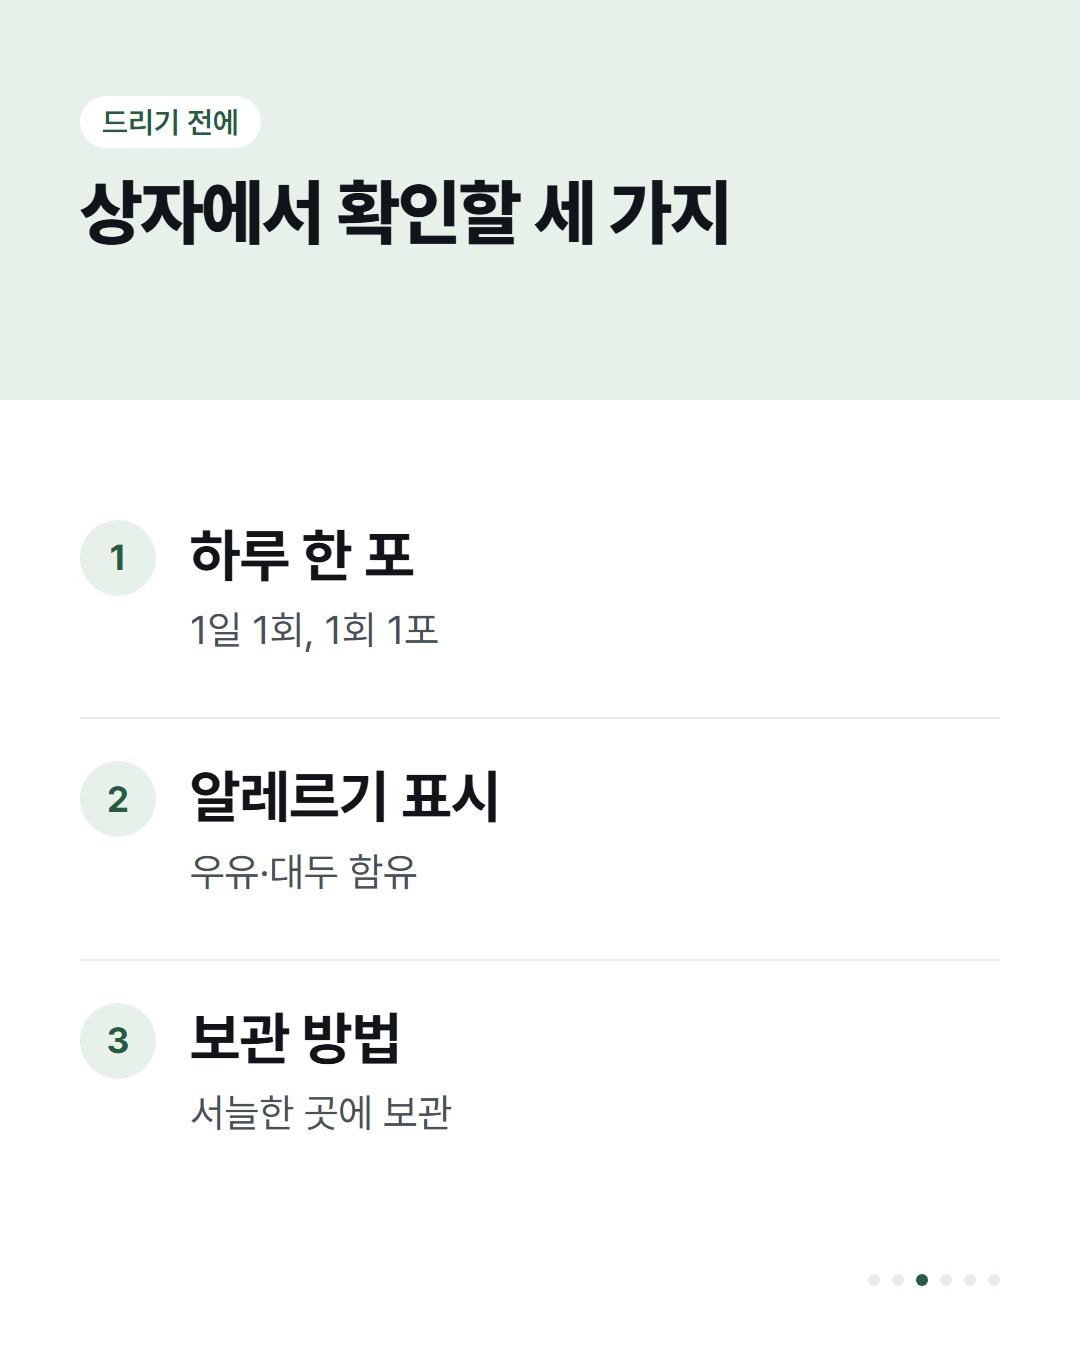 드리기 전에
상자에서 확인할 세 가지
1
하루 한 포
1일 1회, 1회 1포
2
알레르기 표시
우유·대두 함유
3
보관 방법
서늘한 곳에 보관